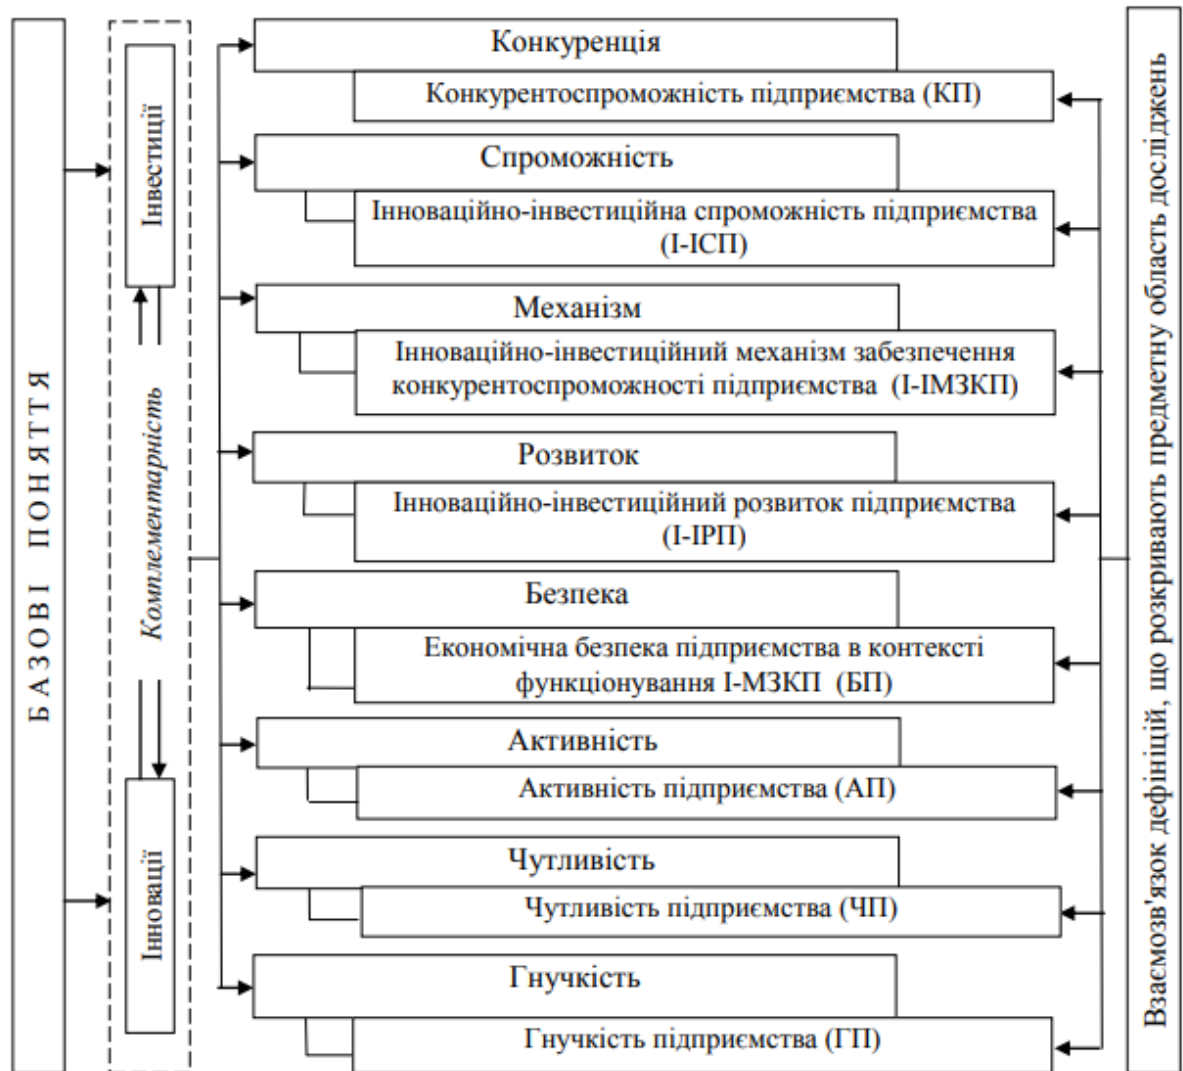 БАЗОВІ ПОНЯТТЯ
Інвестиції
Комплементарність
Інновації
Конкуренція
Конкурентоспроможність підприємства (КП)
Спроможність
Інноваційно-інвестиційна спроможність підприємства
(І-ІСП)
Механізм
Інноваційно-інвестиційний механізм забезпечення
конкурентоспроможності підприємства (І-ІМЗКП)
Розвиток
Інноваційно-інвестиційний розвиток підприємства
(І-ІРП)
Безпека
Економічна безпека підприємства в контексті
функціонування І-МЗКП (БП)
Активність
Активність підприємства (АП)
Чутливість
Чутливість підприємства (ЧП)
Гнучкість
Гнучкість підприємства (ГП)
Взаємозв'язок дефініцій, що розкривають предметну область досліджень